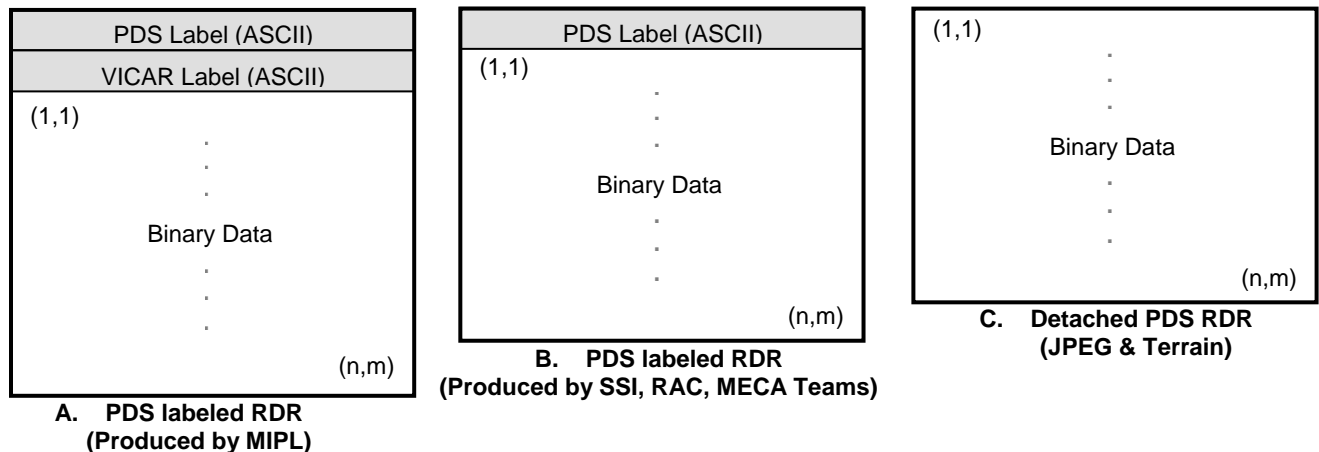 PDS Label (ASCII)
VICAR Label (ASCII)
(1,1)
Binary Data
(n,m)
A. PDS labeled RDR
(Produced by MIPL)
PDS Label (ASCII)
(1,1)
Binary Data
(n,m)
B. PDS labeled RDR
(Produced by SSI, RAC, MECA Teams)
(1,1)
Binary Data
(n,m)
C. Detached PDS RDR
(JPEG & Terrain)